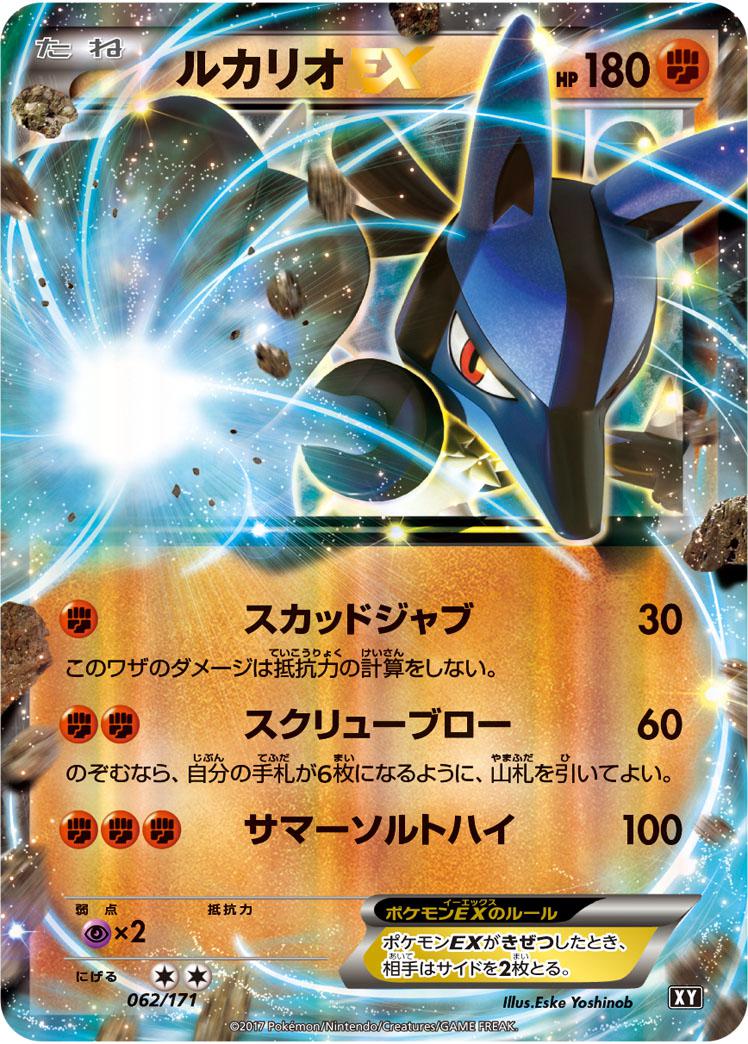 たね
ルカリオEX HP180
スカッドジャブ 30
このワザのダメージは抵抗力の計算をしない。
スクリューブロー 60
のぞむなら、自分の手札が6枚になるように、山札を引いてよい。
サマーソルトハイ 100
弱点 抵抗力
×2
にげる
062/171
ポケモンEXのルール
ポケモンEXがきぜつしたとき、
相手はサイドを2枚とる。
Illus.Eske Yoshinob
XY
©2017 Pokémon/Nintendo/Creatures/GAME FREAK.